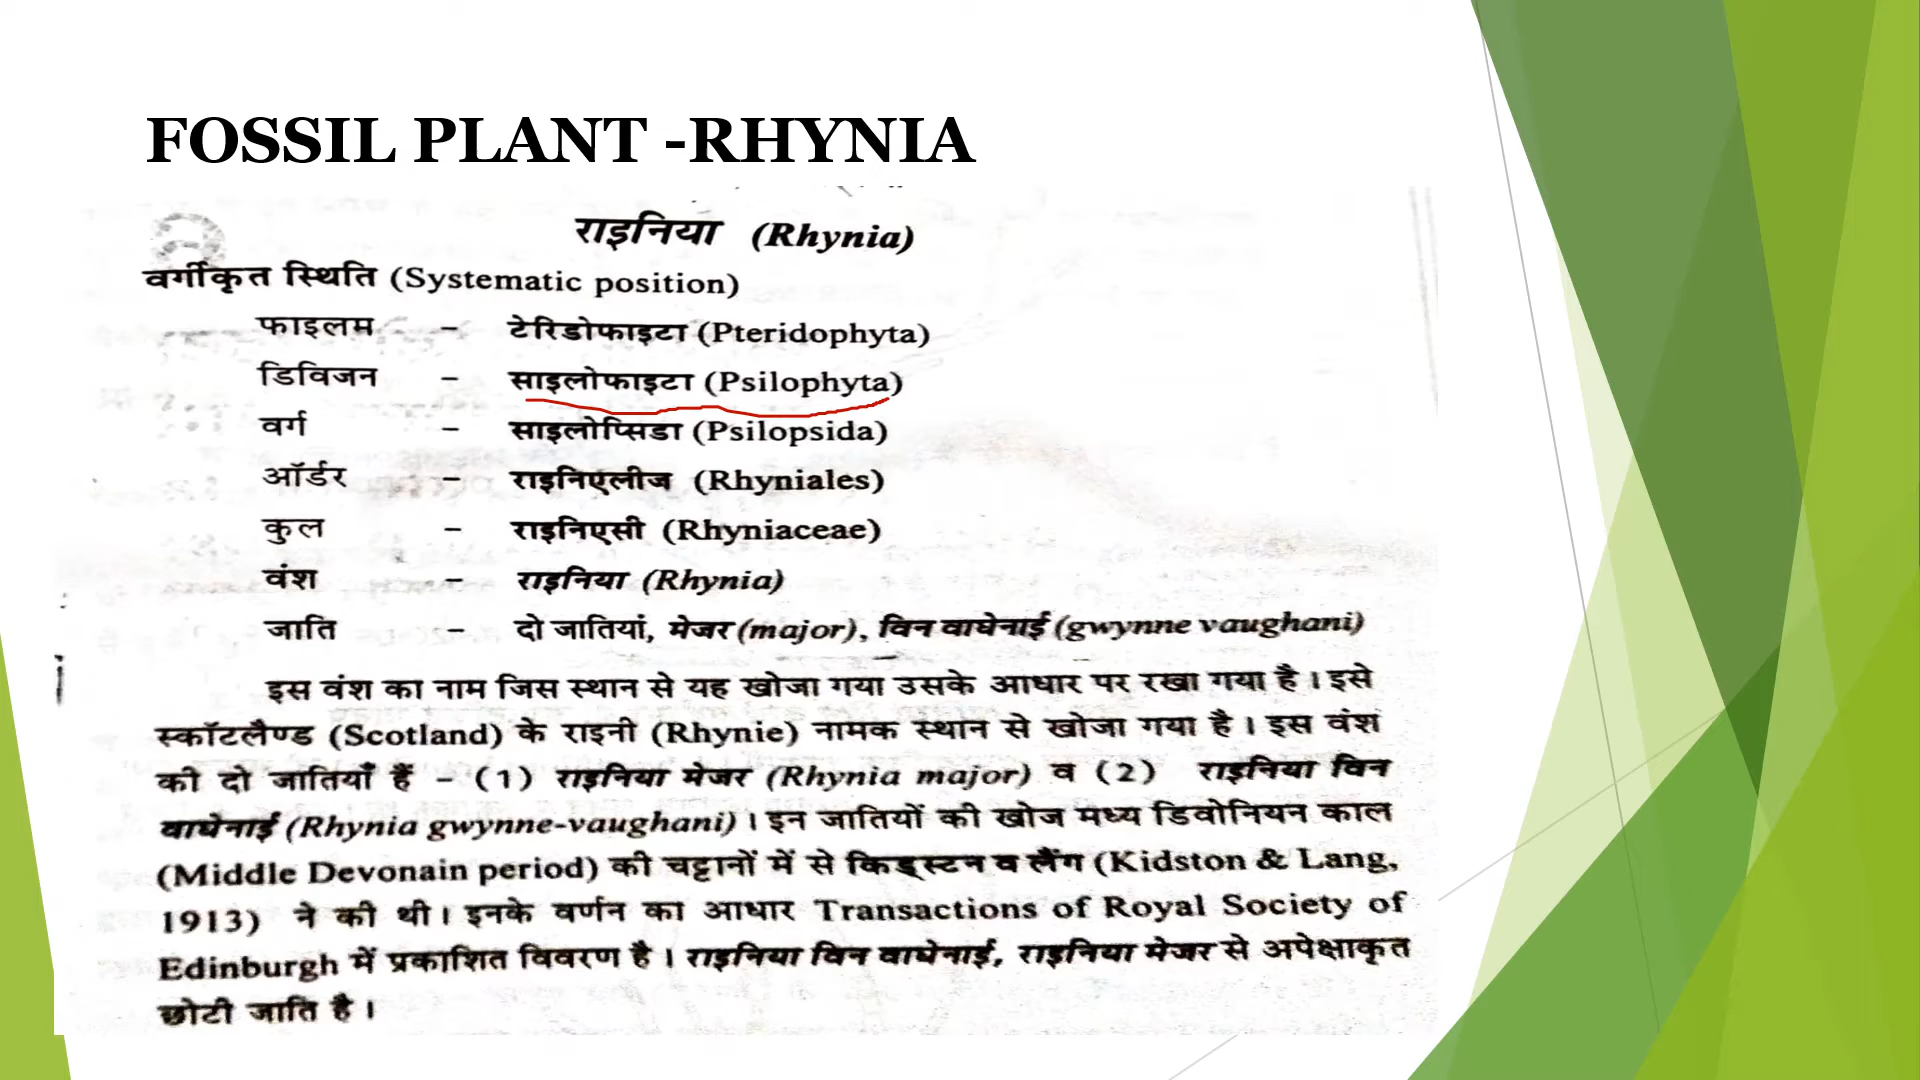 FOSSIL PLANT -RHYNIA
राइनिया (Rhynia)
वर्गीकृत स्थिति (Systematic position)
फाइलम – टेरिडोफाइटा (Pteridophyta)
डिविजन – साइलोफाइटा (Psilophyta)
वर्ग – साइलोप्सिडा (Psilopsida)
ऑर्डर – राइनिएलीज (Rhyniales)
कुल – राइनिएसी (Rhyniaceae)
वंश – राइनिया (Rhynia)
जाति – दो जातियां, मेजर (major), विन वाघेनाई (gwynne vaughani)
इस वंश का नाम जिस स्थान से यह खोजा गया उसके आधार पर रखा गया है। इसे
स्कॉटलैण्ड (Scotland) के राइनी (Rhynie) नामक स्थान से खोजा गया है। इस वंश
की दो जातियाँ हैं – (1) राइनिया मेजर (Rhynia major) व (2) राइनिया विन
वाघेनाई (Rhynia gwynne-vaughani)। इन जातियों की खोज मध्य डिवोनियन काल
(Middle Devonain period) की चट्टानों में से किड्स्टन व लैंग (Kidston & Lang,
1913) ने की थी। इनके वर्णन का आधार Transactions of Royal Society of
Edinburgh में प्रकाशित विवरण है। राइनिया विन वाघेनाई, राइनिया मेजर से अपेक्षाकृत
छोटी जाति है।